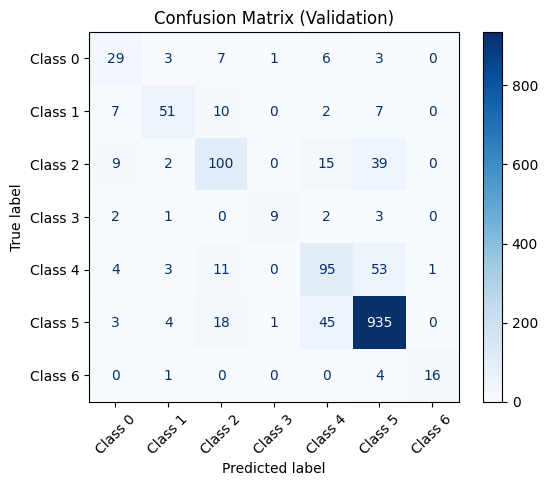 Confusion Matrix (Validation)
True label
Class 0 29 3 7 1 6 3 0
Class 1 7 51 10 0 2 7 0
Class 2 9 2 100 0 15 39 0
Class 3 2 1 0 9 2 3 0
Class 4 4 3 11 0 95 53 1
Class 5 3 4 18 1 45 935 0
Class 6 0 1 0 0 0 4 16
Class 0 Class 1 Class 2 Class 3 Class 4 Class 5 Class 6
Predicted label
800
600
400
200
0